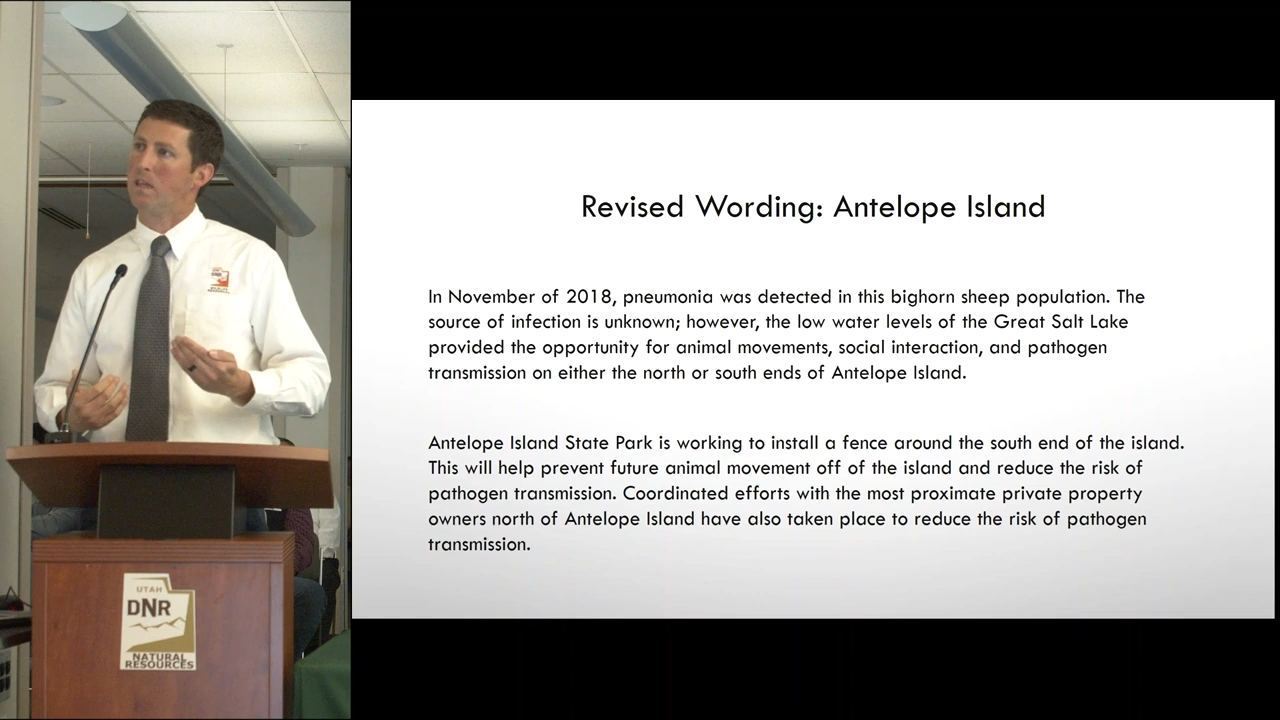 Revised Wording: Antelope Island
In November of 2018, pneumonia was detected in this bighorn sheep population. The
source of infection is unknown; however, the low water levels of the Great Salt Lake
provided the opportunity for animal movements, social interaction, and pathogen
transmission on either the north or south ends of Antelope Island.
Antelope Island State Park is working to install a fence around the south end of the island.
This will help prevent future animal movement off of the island and reduce the risk of
pathogen transmission. Coordinated efforts with the most proximate private property
owners north of Antelope Island have also taken place to reduce the risk of pathogen
transmission.
DNR
UTAH
DNR
NATURAL
RESOURCES